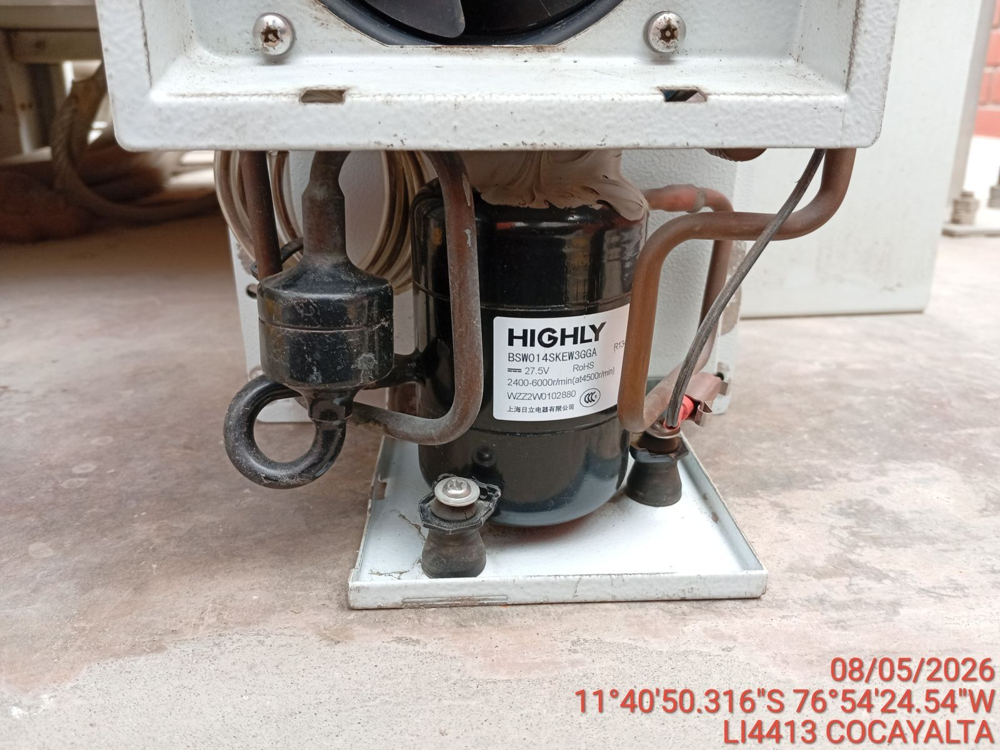 HIGHLY
BSW014SKEW3GGA
27.5V RoHS
2400-6000r/min(at4500r/min)
WZZ2W0102880
上海日立电器有限公司
08/05/2026
11°40'50.316"S 76°54'24.54"W
LI4413 COCAYALTA